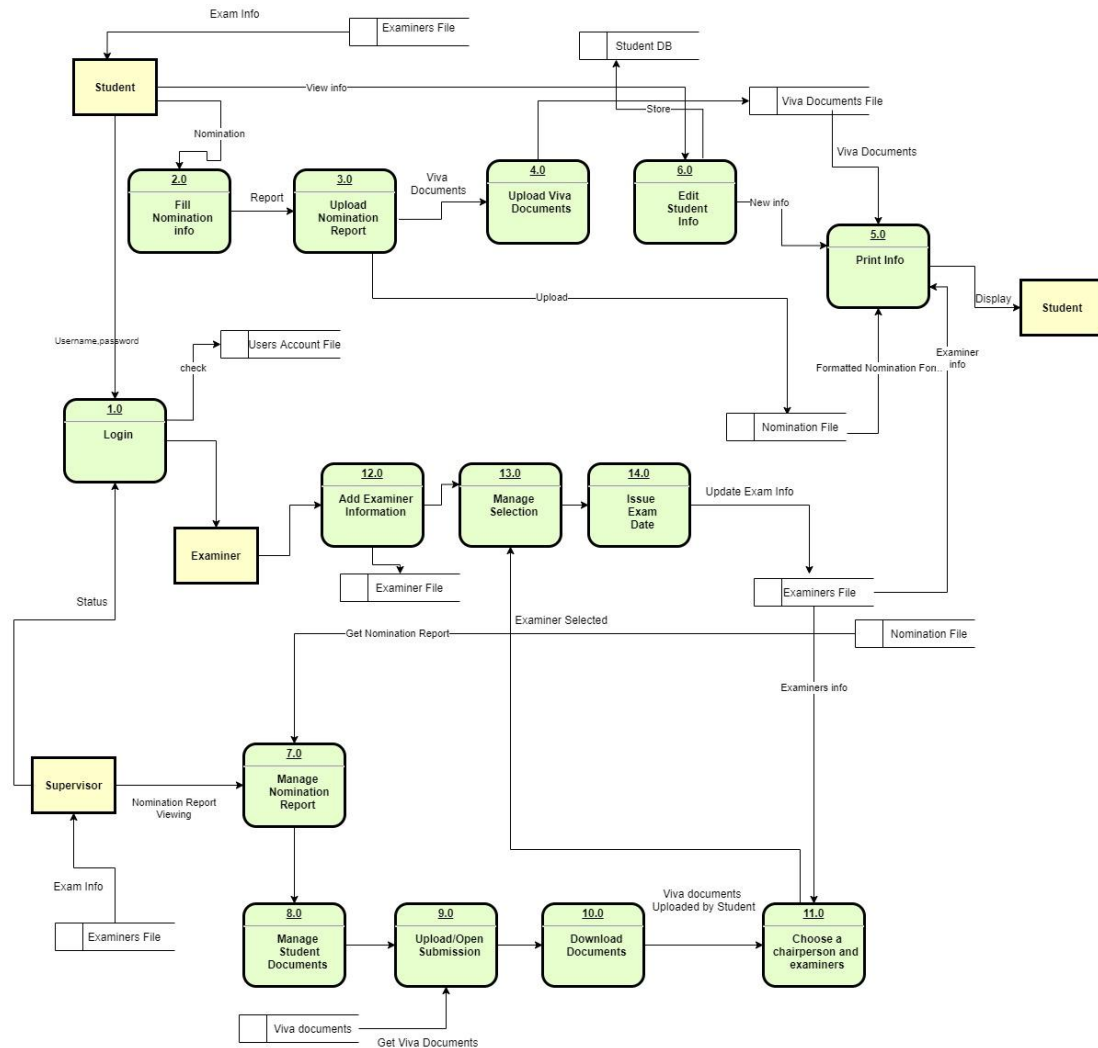 Exam Info
Examiners File
Student DB
Student
View info
Store
Viva Documents File
Nomination
Viva Documents
2.0
Fill
Nomination
info
Report
3.0
Upload
Nomination
Report
Viva
Documents
4.0
Upload Viva
Documents
6.0
Edit
Student
Info
New info
5.0
Print Info
Display
Student
Upload
Username,password
Users Account File
check
Formatted Nomination Fon..
Examiner
info
1.0
Login
Nomination File
12.0
Add Examiner
Information
13.0
Manage
Selection
14.0
Issue
Exam
Date
Update Exam Info
Examiner
Examiner File
Examiners File
Status
Examiner Selected
Get Nomination Report
Nomination File
Examiners info
7.0
Manage
Nomination
Report
Supervisor
Nomination Report
Viewing
Exam Info
Examiners File
8.0
Manage
Student
Documents
9.0
Upload/Open
Submission
10.0
Download
Documents
Viva documents
Uploaded by Student
11.0
Choose a
chairperson and
examiners
Viva documents
Get Viva Documents